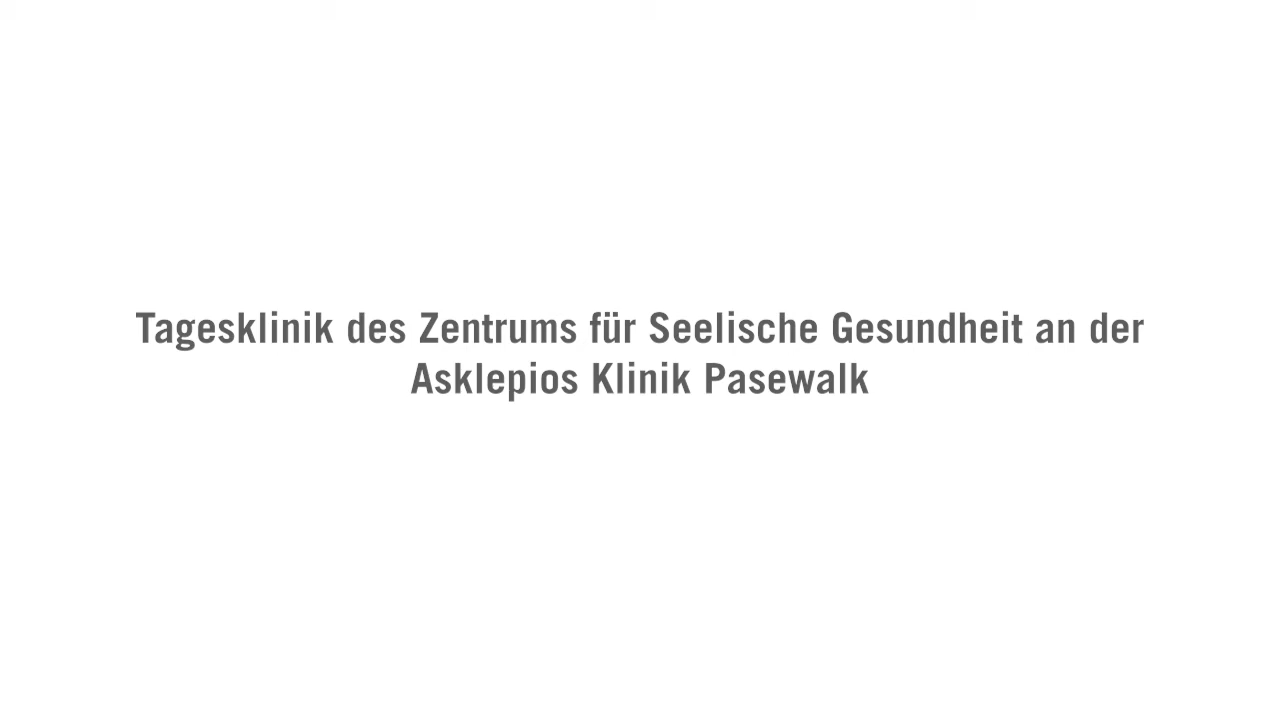 Tagesklinik des Zentrums für Seelische Gesundheit an der
Asklepios Klinik Pasewalk